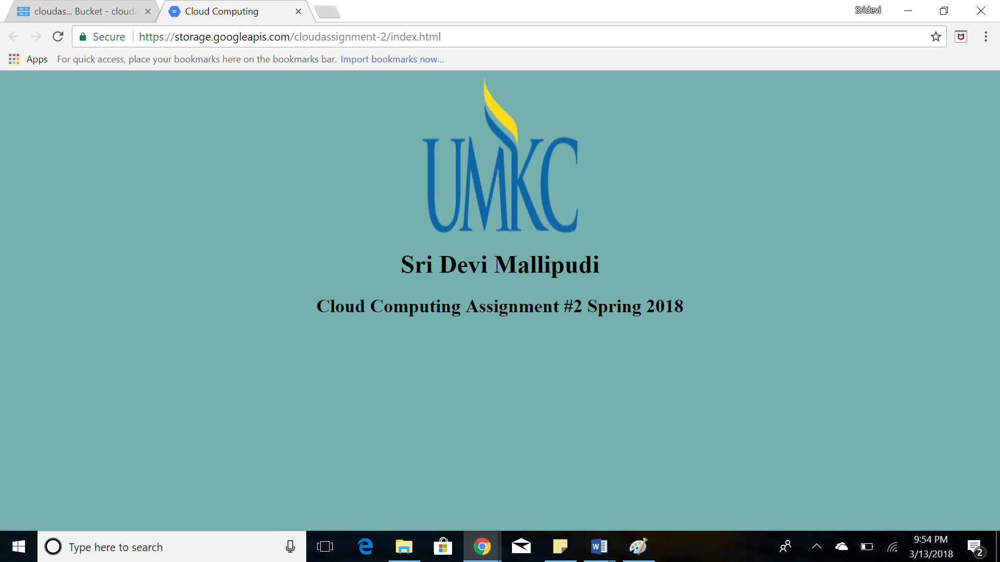 cloudas... Bucket - clouda
Cloud Computing
Sridevi
Secure
https://storage.googleapis.com/cloudassignment-2/index.html
Apps
For quick access, place your bookmarks here on the bookmarks bar. Import bookmarks now...
UMKC
Sri Devi Mallipudi
Cloud Computing Assignment #2 Spring 2018
Type here to search
9:54 PM
3/13/2018
2